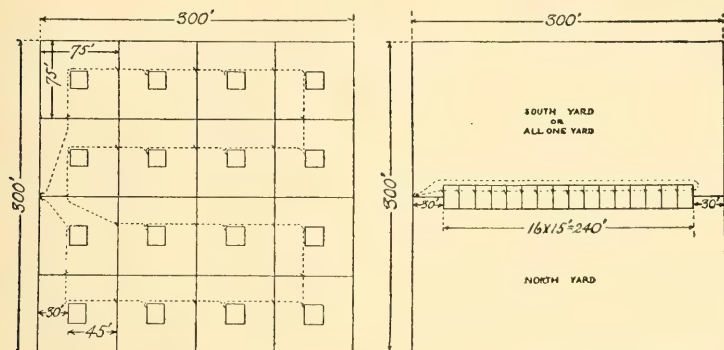 300'
75'
75'
300'
30'
45'
300'
SOUTH YARD
OR
ALL ONE YARD
300'
30'
30'
16X15'=240'
NORTH YARD